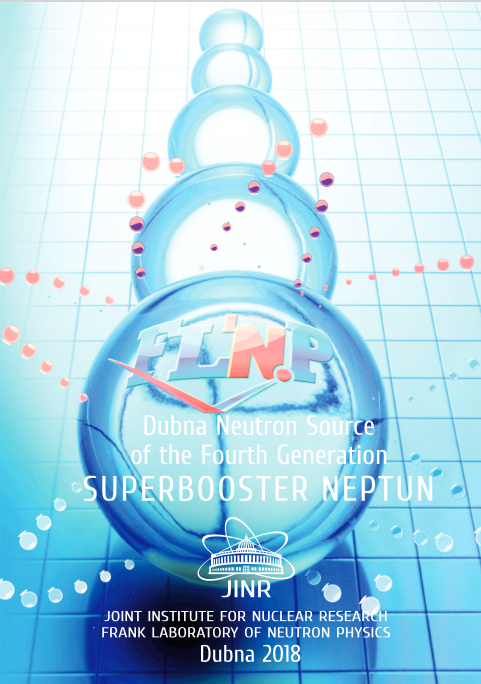 FLNP
Dubna Neutron Source
of the Fourth Generation
SUPERBOOSTER NEPTUN
JINR
JOINT INSTITUTE FOR NUCLEAR RESEARCH
FRANK LABORATORY OF NEUTRON PHYSICS
Dubna 2018